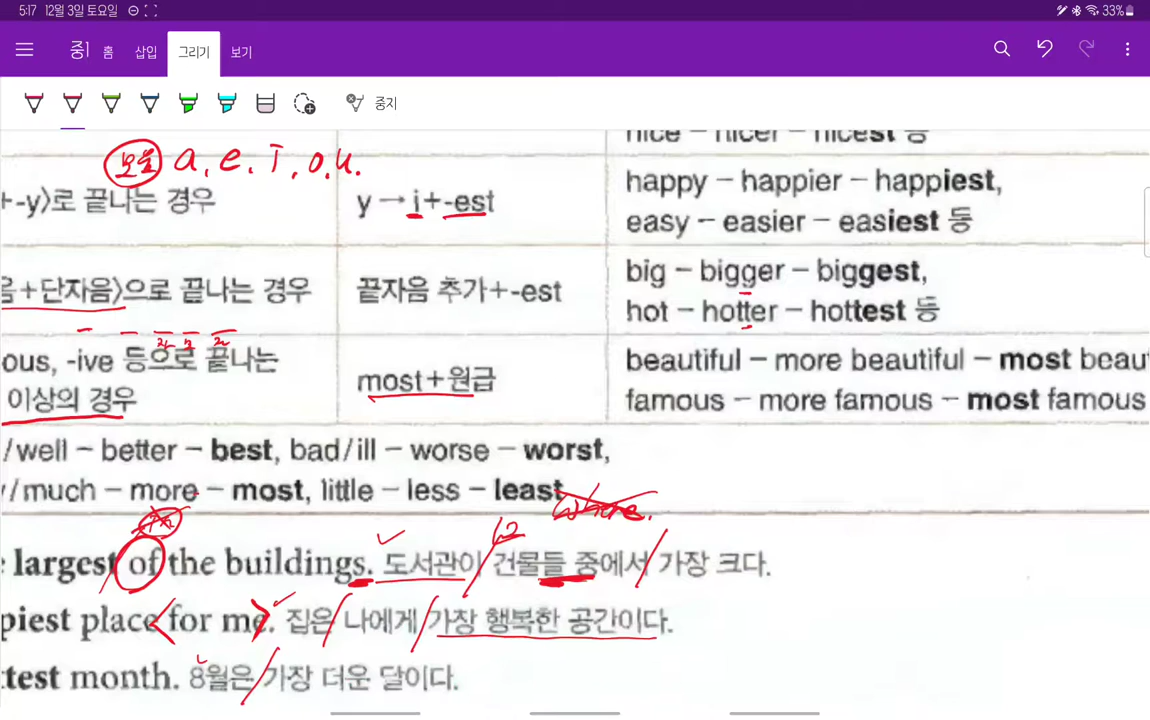 5:17 12월 3일 토요일 33%
중1 홈 삽입 그리기 보기
중지
nice – nicer – nicest 등
모음 a, e, i, o, u.
+-y〉로 끝나는 경우 y → i+-est happy – happier – happiest,
easy – easier – easiest 등
음+단자음〉으로 끝나는 경우 끝자음 추가+-est big – bigger – biggest,
hot – hotter – hottest 등
자 모 자
ous, -ive 등으로 끝나는 beautiful – more beautiful – most beau
이상의 경우 most+원급 famous – more famous – most famous
/well – better – best, bad/ill – worse – worst,
y/much – more – most, little – less – least
where.
e largest of the buildings. 도서관이 건물들 중에서 가장 크다.
piest place for me. 집은 나에게 가장 행복한 공간이다.
ttest month. 8월은 가장 더운 달이다.